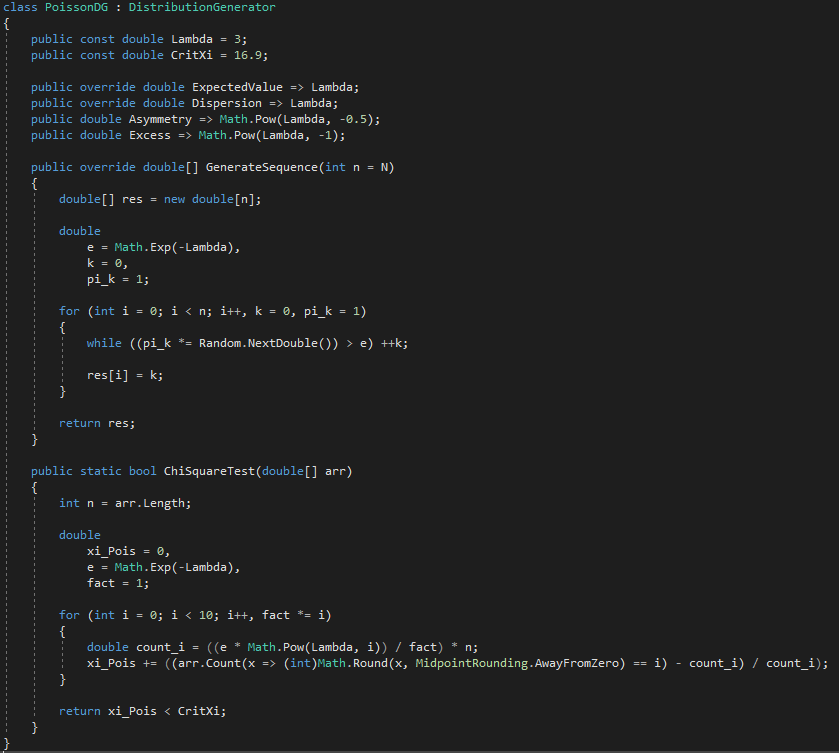 class PoissonDG : DistributionGenerator
{
public const double Lambda = 3;
public const double CritXi = 16.9;
public override double ExpectedValue => Lambda;
public override double Dispersion => Lambda;
public double Asymmetry => Math.Pow(Lambda, -0.5);
public double Excess => Math.Pow(Lambda, -1);
public override double[] GenerateSequence(int n = N)
{
double[] res = new double[n];
double
e = Math.Exp(-Lambda),
k = 0,
pi_k = 1;
for (int i = 0; i < n; i++, k = 0, pi_k = 1)
{
while ((pi_k *= Random.NextDouble()) > e) ++k;
res[i] = k;
}
return res;
}
public static bool ChiSquareTest(double[] arr)
{
int n = arr.Length;
double
xi_Pois = 0,
e = Math.Exp(-Lambda),
fact = 1;
for (int i = 0; i < 10; i++, fact *= i)
{
double count_i = ((e * Math.Pow(Lambda, i)) / fact) * n;
xi_Pois += ((arr.Count(x => (int)Math.Round(x, MidpointRounding.AwayFromZero) == i) - count_i) / count_i);
}
return xi_Pois < CritXi;
}
}